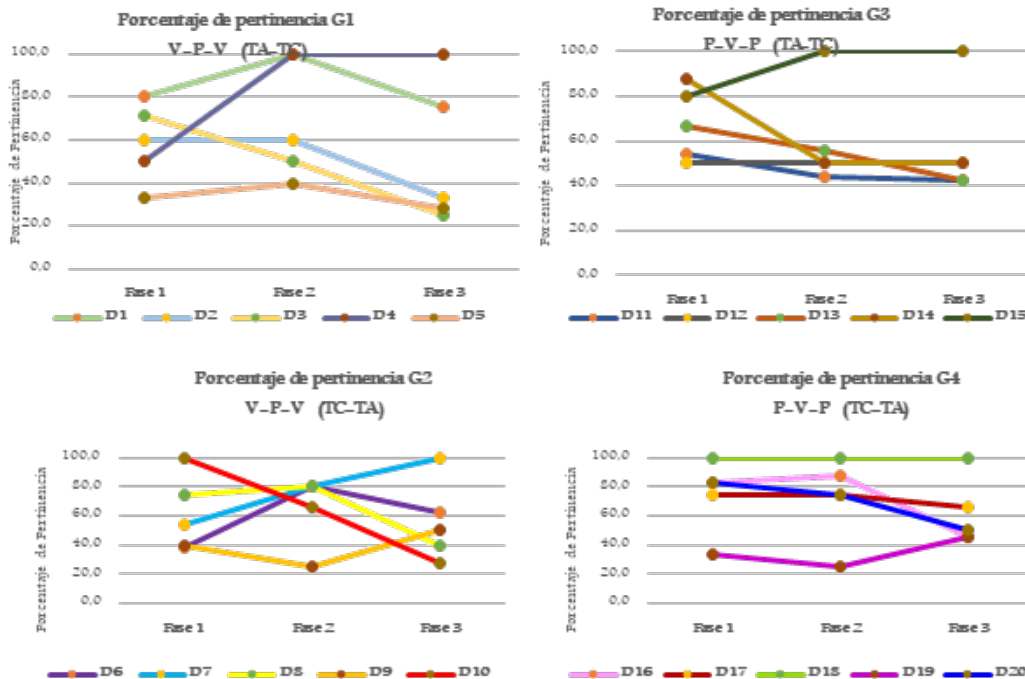 Porcentaje de pertinencia G1
V-P-V (TA-TC)
Porcentaje de Pertinencia
100,0
80,0
60,0
40,0
20,0
0,0
Fase 1 Fase 2 Fase 3
D1 D2 D3 D4 D5
Porcentaje de pertinencia G3
P-V-P (TA-TC)
Porcentaje de Pertinencia
100,0
80,0
60,0
40,0
20,0
0,0
Fase 1 Fase 2 Fase 3
D11 D12 D13 D14 D15
Porcentaje de pertinencia G2
V-P-V (TC-TA)
Porcentaje de Pertinencia
100,0
80,0
60,0
40,0
20,0
0,0
Fase 1 Fase 2 Fase 3
D6 D7 D8 D9 D10
Porcentaje de pertinencia G4
P-V-P (TC-TA)
Porcentaje de Pertinencia
100,0
80,0
60,0
40,0
20,0
0,0
Fase 1 Fase 2 Fase 3
D16 D17 D18 D19 D20